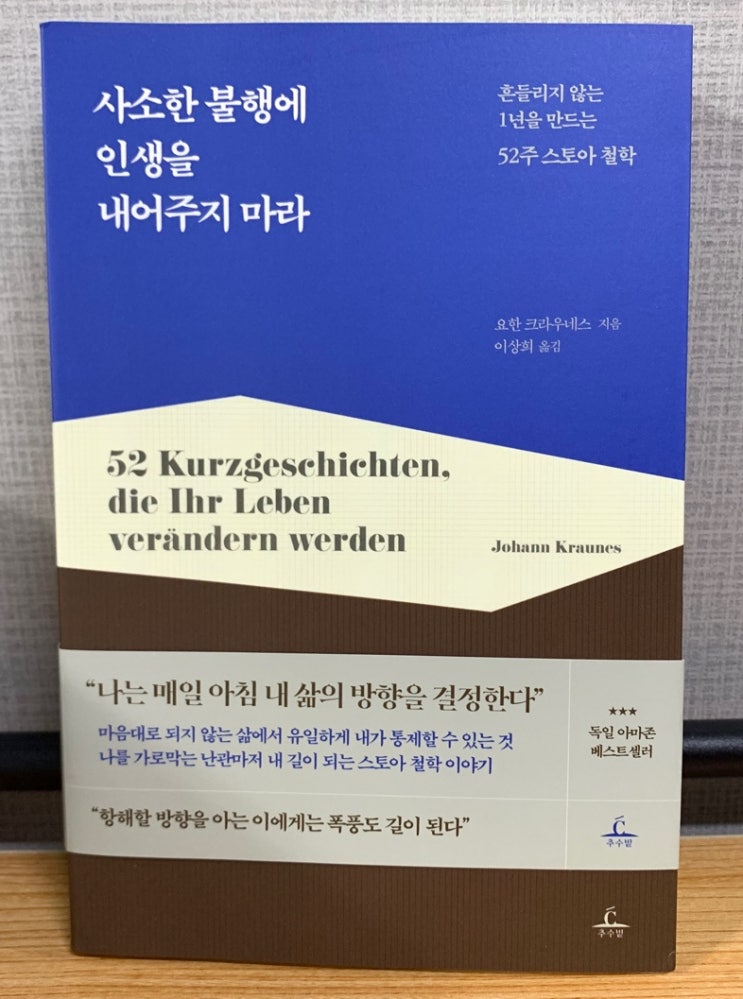 사소한 불행에
인생을
내어주지 마라
흔들리지 않는
1년을 만드는
52주 스토아 철학
요한 크라우네스 지음
이상희 옮김
52 Kurzgeschichten,
die Ihr Leben
verändern werden
Johann Kraunes
“나는 매일 아침 내 삶의 방향을 결정한다”
마음대로 되지 않는 삶에서 유일하게 내가 통제할 수 있는 것
나를 가로막는 난관마저 내 길이 되는 스토아 철학 이야기
“항해할 방향을 아는 이에게는 폭풍도 길이 된다”
★★★
독일 아마존
베스트셀러
Ć
추수밭
Ć
추수밭